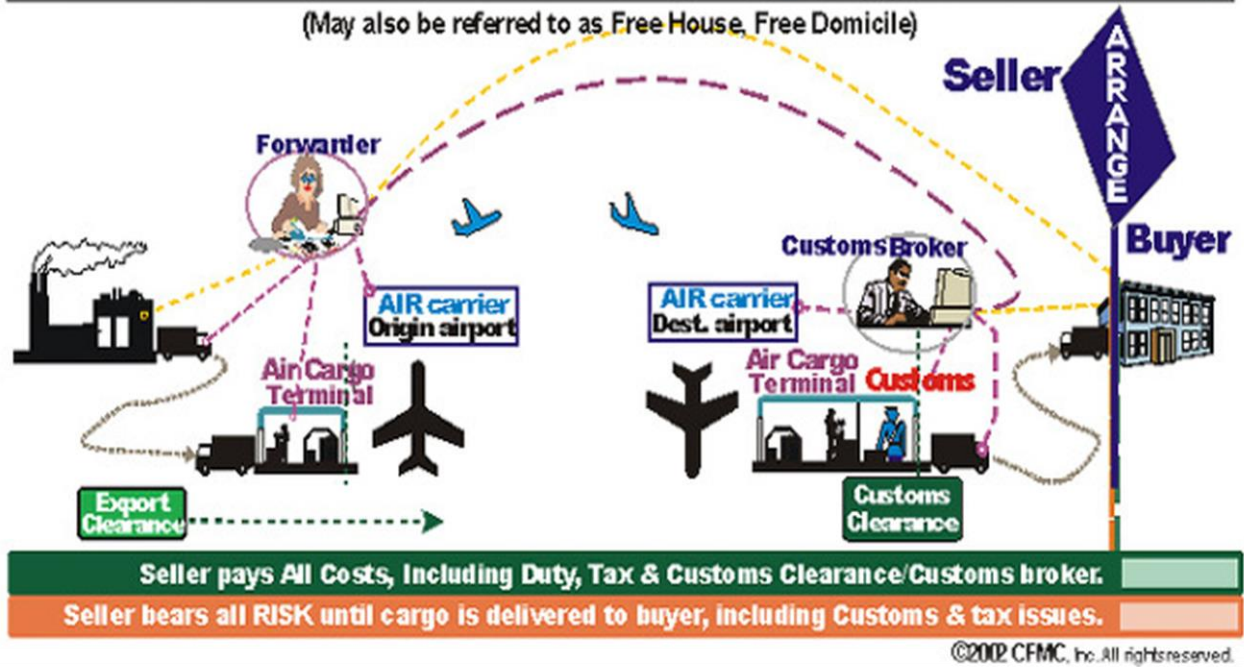 (May also be referred to as Free House, Free Domicile)
Seller
ARRANGE
Buyer
Forwarder
Customs Broker
AIR carrier
Origin airport
AIR carrier
Dest. airport
Air Cargo
Terminal
Air Cargo
Terminal
Customs
Export
Clearance
Customs
Clearance
Seller pays All Costs, Including Duty, Tax & Customs Clearance/Customs broker.
Seller bears all RISK until cargo is delivered to buyer, including Customs & tax issues.
©2002 CFMC, Inc. All rights reserved.